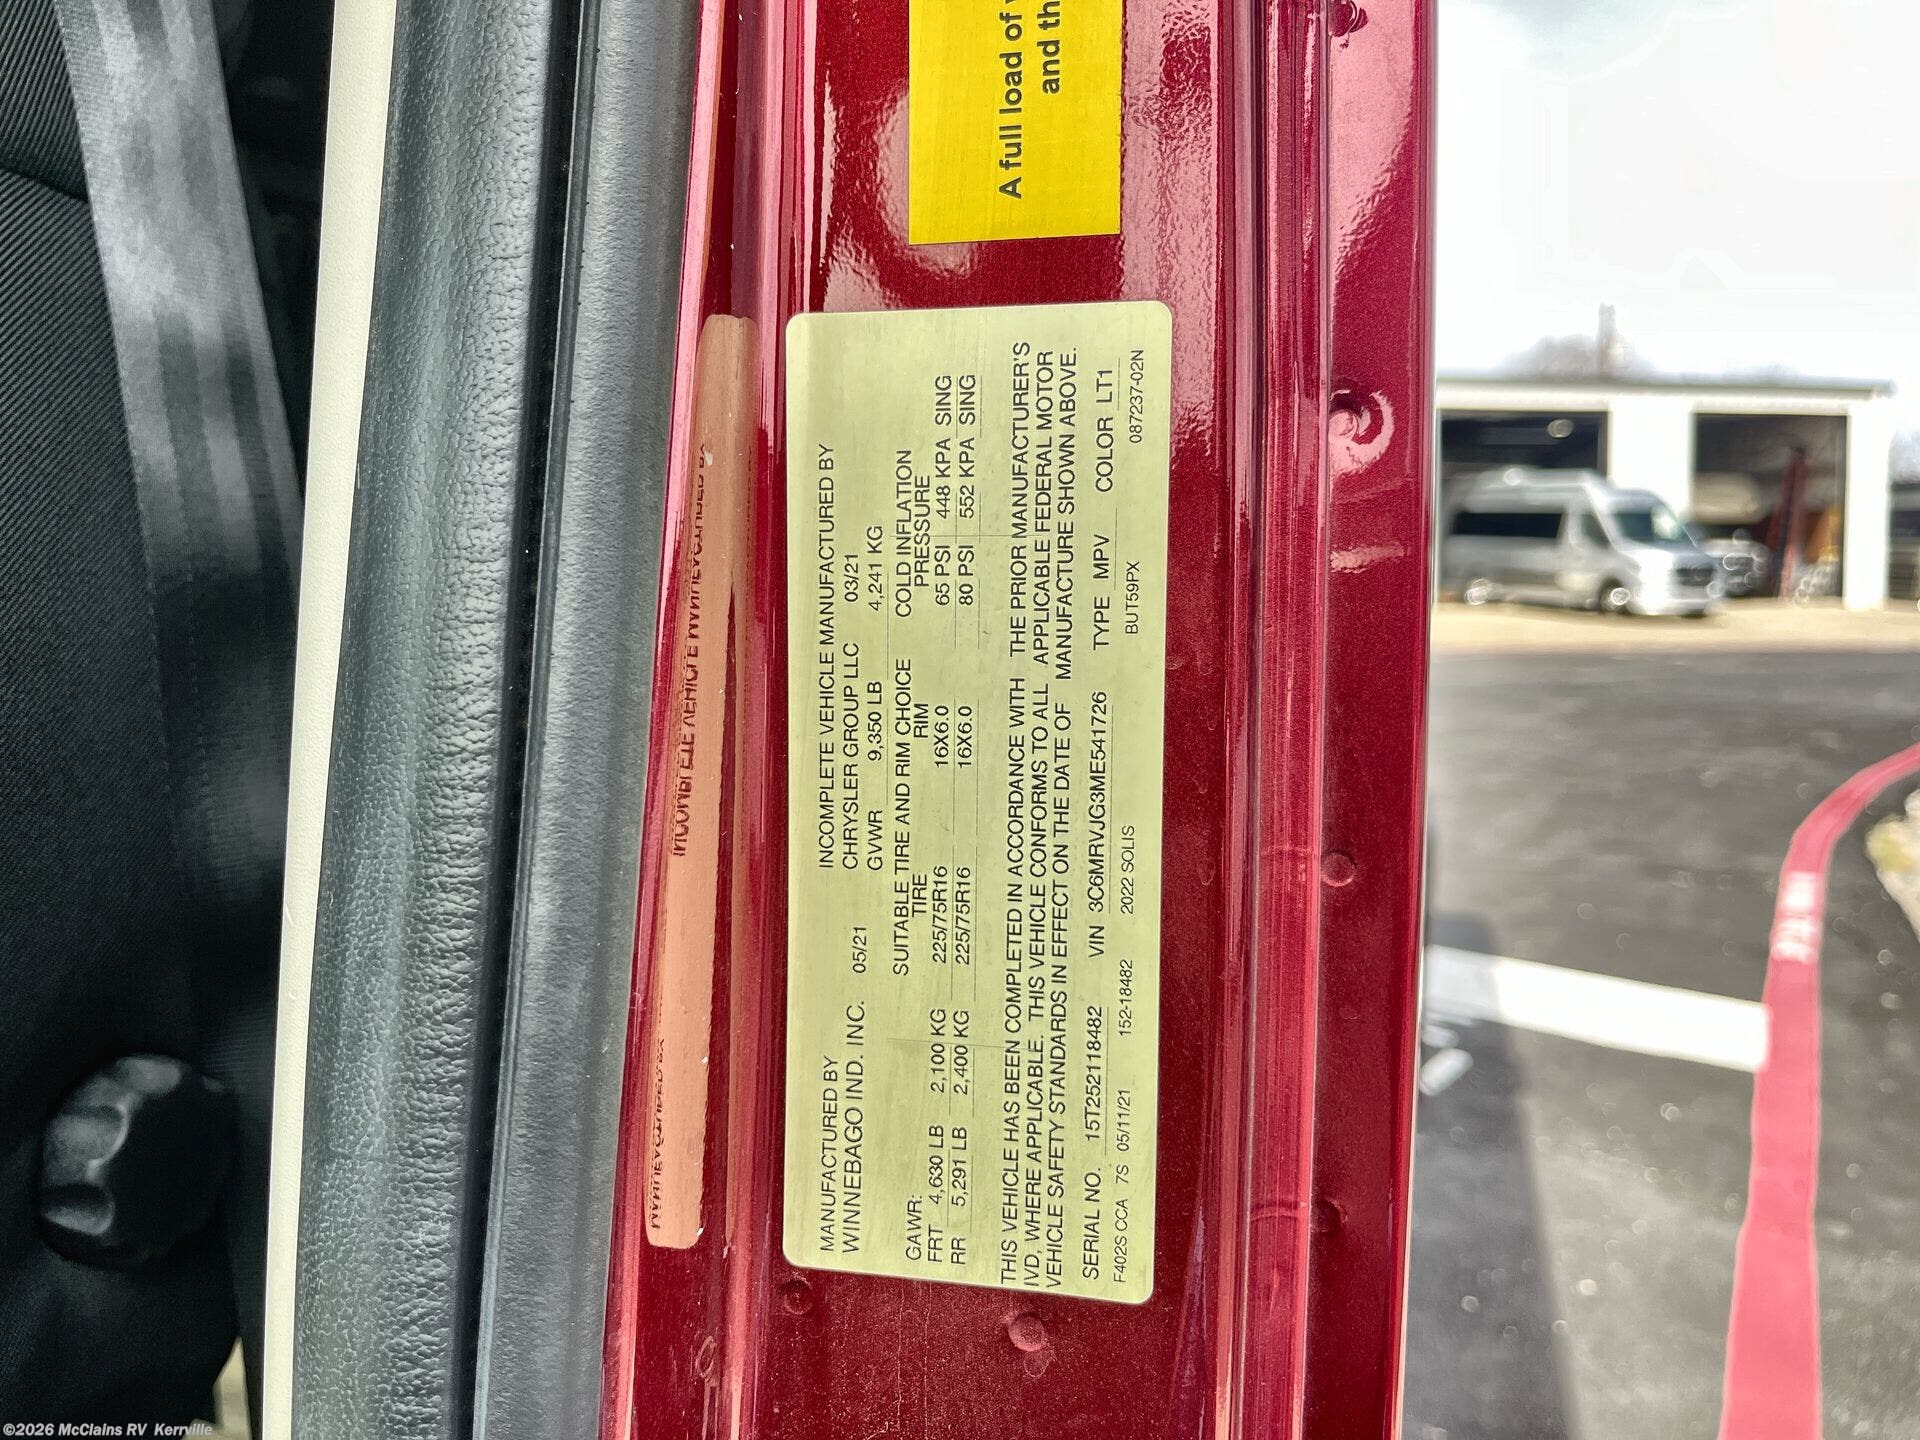 A full load of
and th
MANUFACTURED BY INCOMPLETE VEHICLE MANUFACTURED BY
WINNEBAGO IND. INC. 05/21 CHRYSLER GROUP LLC 03/21
GVWR 9,350 LB 4,241 KG
GAWR: SUITABLE TIRE AND RIM CHOICE COLD INFLATION
TIRE RIM PRESSURE
FRT 4,630 LB 2,100 KG 225/75R16 16X6.0 65 PSI 448 KPA SING
RR 5,291 LB 2,400 KG 225/75R16 16X6.0 80 PSI 552 KPA SING
THIS VEHICLE HAS BEEN COMPLETED IN ACCORDANCE WITH THE PRIOR MANUFACTURER'S
IVD, WHERE APPLICABLE. THIS VEHICLE CONFORMS TO ALL APPLICABLE FEDERAL MOTOR
VEHICLE SAFETY STANDARDS IN EFFECT ON THE DATE OF MANUFACTURE SHOWN ABOVE.
SERIAL NO. 15T252118482 VIN 3C6MRVJG3ME541726 TYPE MPV COLOR LT1
F402S CCA 7S 05/11/21 152-18482 2022 SOLIS BUT59PX 087237-02N
©2026 McClains RV Kerrville